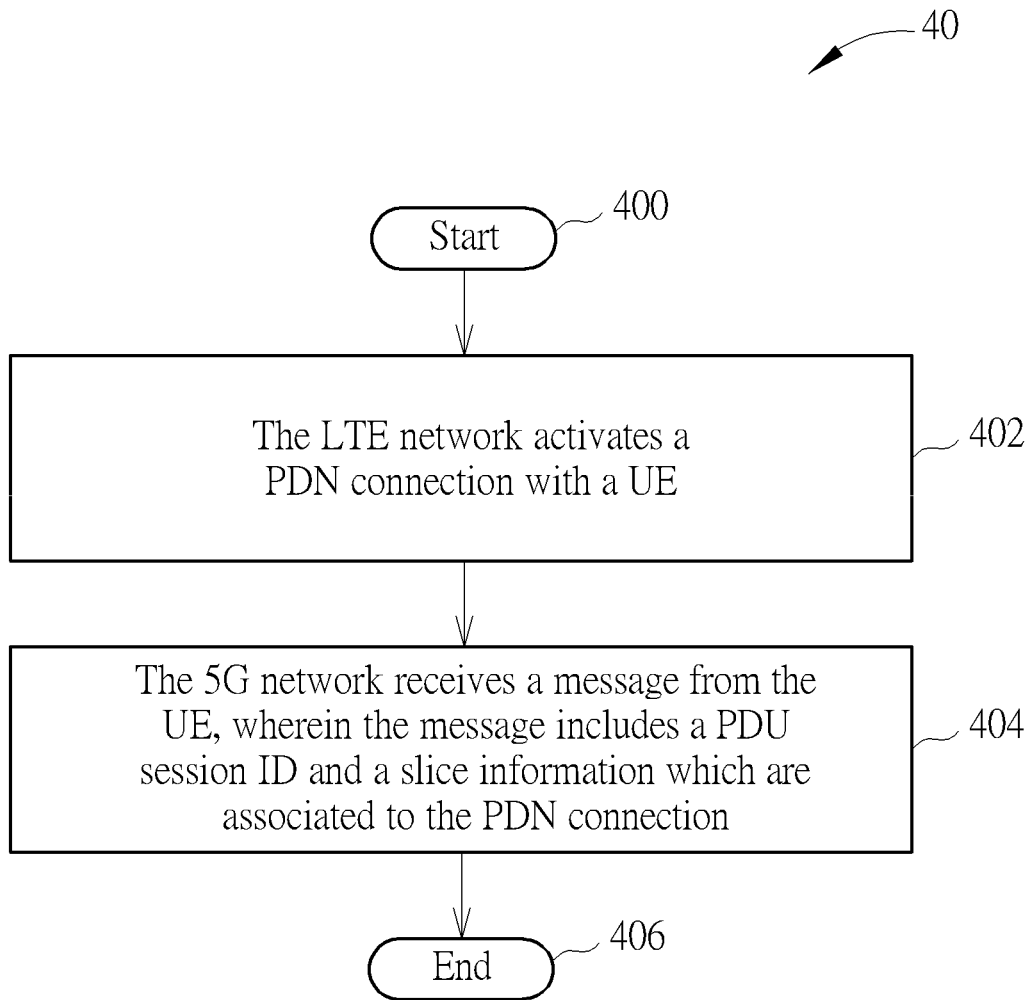 40
Start
400
The LTE network activates a
PDN connection with a UE
402
The 5G network receives a message from the
UE, wherein the message includes a PDU
session ID and a slice information which are
associated to the PDN connection
404
End
406